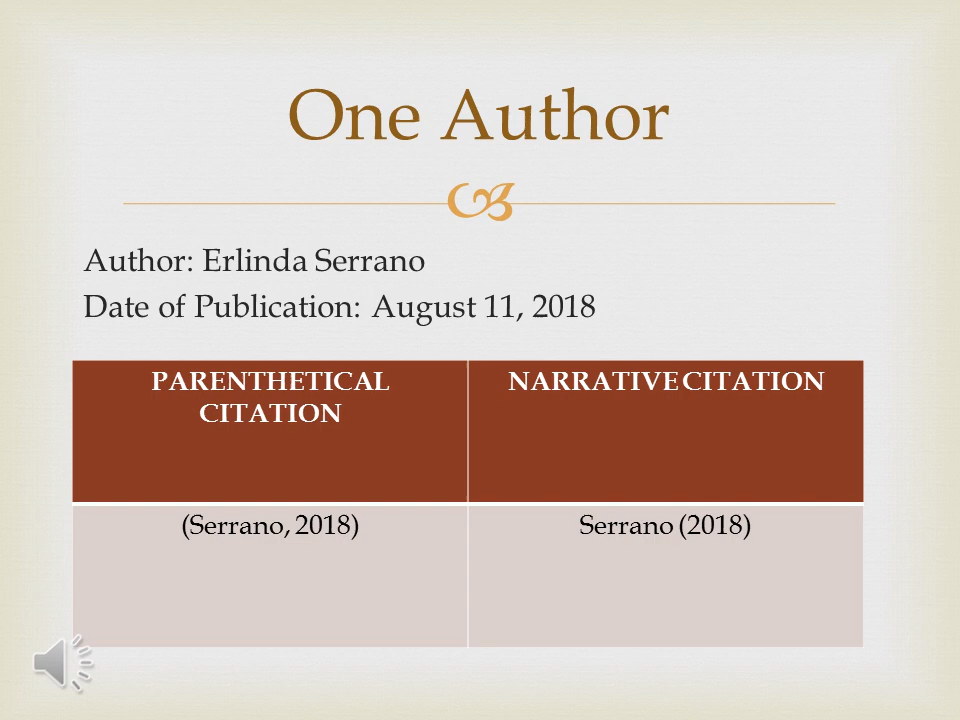 One Author
Author: Erlinda Serrano
Date of Publication: August 11, 2018
PARENTHETICAL
CITATION
NARRATIVE CITATION
(Serrano, 2018)
Serrano (2018)